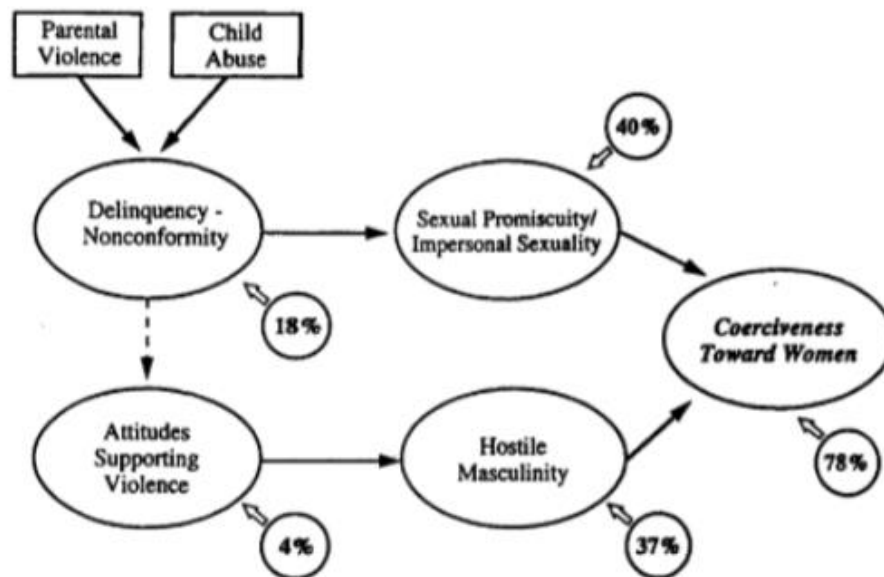 Parental
Violence
Child
Abuse
40%
Delinquency -
Nonconformity
Sexual Promiscuity/
Impersonal Sexuality
18%
Coerciveness
Toward Women
Attitudes
Supporting
Violence
Hostile
Masculinity
78%
4%
37%